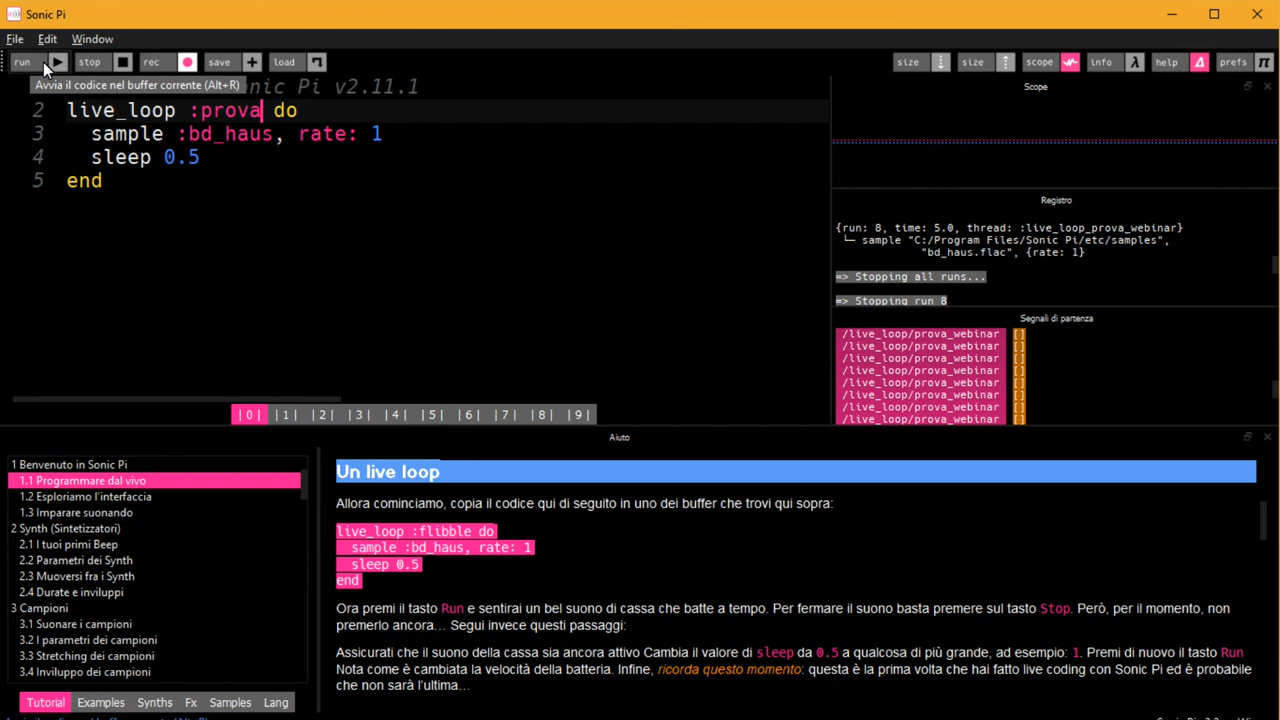 Sonic Pi
File Edit Window
run stop rec save load size size scope info help prefs
Avvia il codice nel buffer corrente (Alt+R)
nic Pi v2.11.1
2 live_loop :prova do
3 sample :bd_haus, rate: 1
4 sleep 0.5
5 end
|0| |1| |2| |3| |4| |5| |6| |7| |8| |9|
Scope
Registro
{run: 8, time: 5.0, thread: :live_loop_prova_webinar}
└─ sample "C:/Program Files/Sonic Pi/etc/samples",
"bd_haus.flac", {rate: 1}
=> Stopping all runs...
=> Stopping run 8
Segnali di partenza
/live_loop/prova_webinar []
/live_loop/prova_webinar []
/live_loop/prova_webinar []
/live_loop/prova_webinar []
/live_loop/prova_webinar []
/live_loop/prova_webinar []
/live_loop/prova_webinar []
/live_loop/prova_webinar []
Aiuto
1 Benvenuto in Sonic Pi
1.1 Programmare dal vivo
1.2 Esploriamo l'interfaccia
1.3 Imparare suonando
2 Synth (Sintetizzatori)
2.1 I tuoi primi Beep
2.2 Parametri dei Synth
2.3 Muoversi fra i Synth
2.4 Durate e inviluppi
3 Campioni
3.1 Suonare i campioni
3.2 I parametri dei campioni
3.3 Stretching dei campioni
3.4 Inviluppo dei campioni
Tutorial Examples Synths Fx Samples Lang
Un live loop
Allora cominciamo, copia il codice qui di seguito in uno dei buffer che trovi qui sopra:
live_loop :flibble do
sample :bd_haus, rate: 1
sleep 0.5
end
Ora premi il tasto Run e sentirai un bel suono di cassa che batte a tempo. Per fermare il suono basta premere sul tasto Stop. Però, per il momento, non
premerlo ancora... Segui invece questi passaggi:
Assicurati che il suono della cassa sia ancora attivo Cambia il valore di sleep da 0.5 a qualcosa di più grande, ad esempio: 1. Premi di nuovo il tasto Run
Nota come è cambiata la velocità della batteria. Infine, ricorda questo momento: questa è la prima volta che hai fatto live coding con Sonic Pi ed è probabile
che non sarà l'ultima...